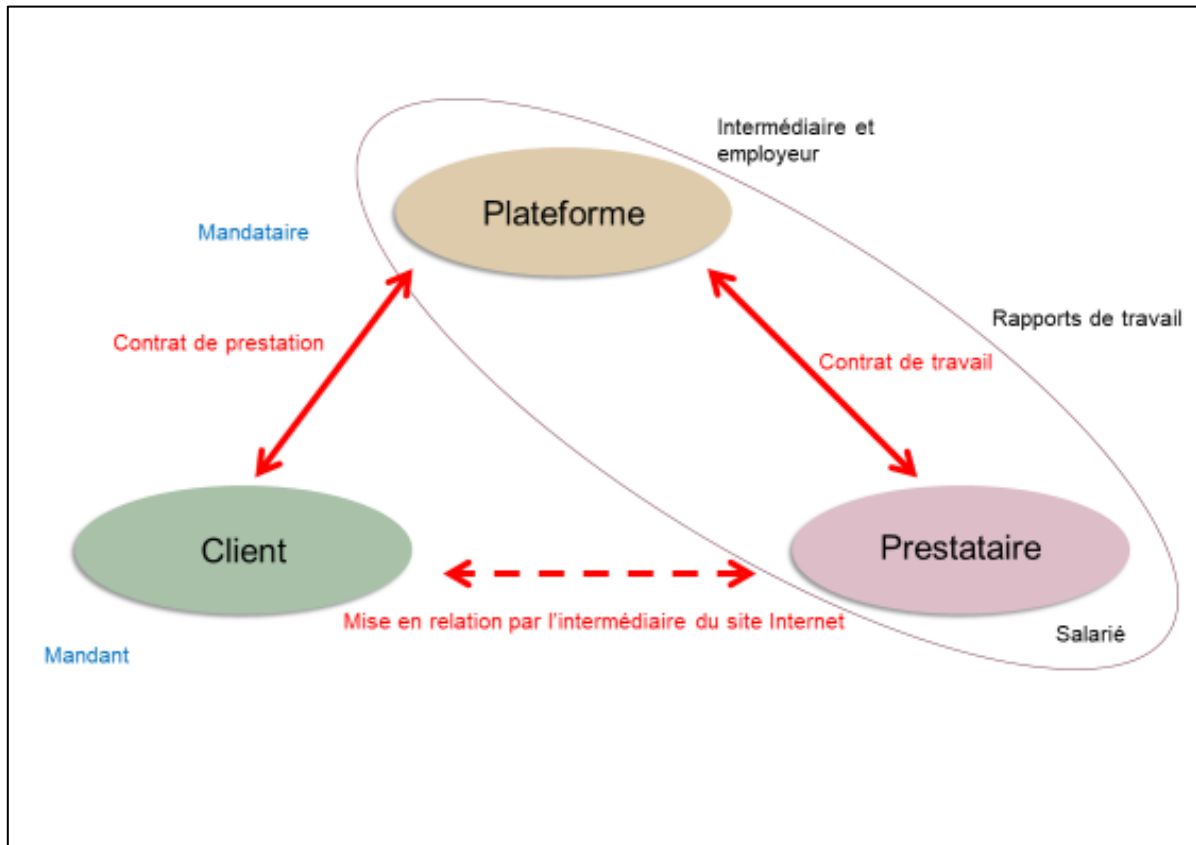 Intermédiaire et
employeur
Plateforme
Mandataire
Rapports de travail
Contrat de prestation
Contrat de travail
Client
Prestataire
Mise en relation par l'intermédiaire du site Internet
Salarié
Mandant